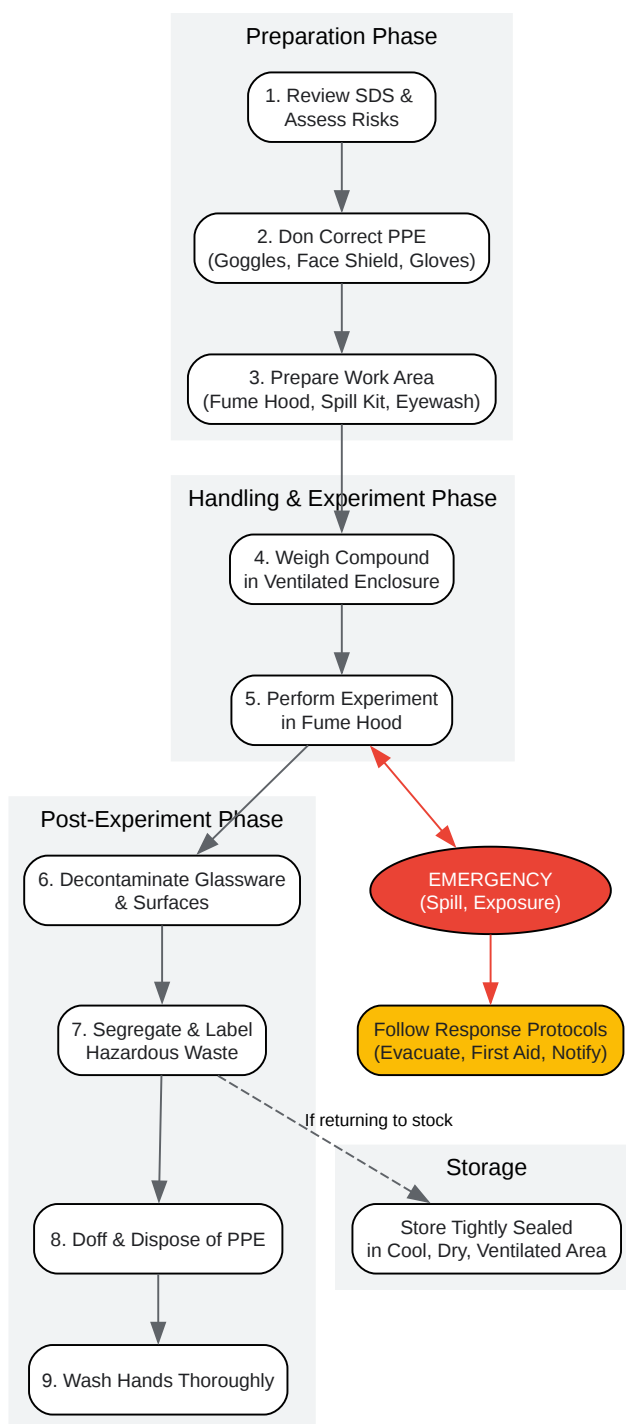 Preparation Phase
1. Review SDS &
Assess Risks
2. Don Correct PPE
(Goggles, Face Shield, Gloves)
3. Prepare Work Area
(Fume Hood, Spill Kit, Eyewash)
Handling & Experiment Phase
4. Weigh Compound
in Ventilated Enclosure
5. Perform Experiment
in Fume Hood
Post-Experiment Phase
6. Decontaminate Glassware
& Surfaces
EMERGENCY
(Spill, Exposure)
7. Segregate & Label
Hazardous Waste
Follow Response Protocols
(Evacuate, First Aid, Notify)
If returning to stock
Storage
Store Tightly Sealed
in Cool, Dry, Ventilated Area
8. Doff & Dispose of PPE
9. Wash Hands Thoroughly